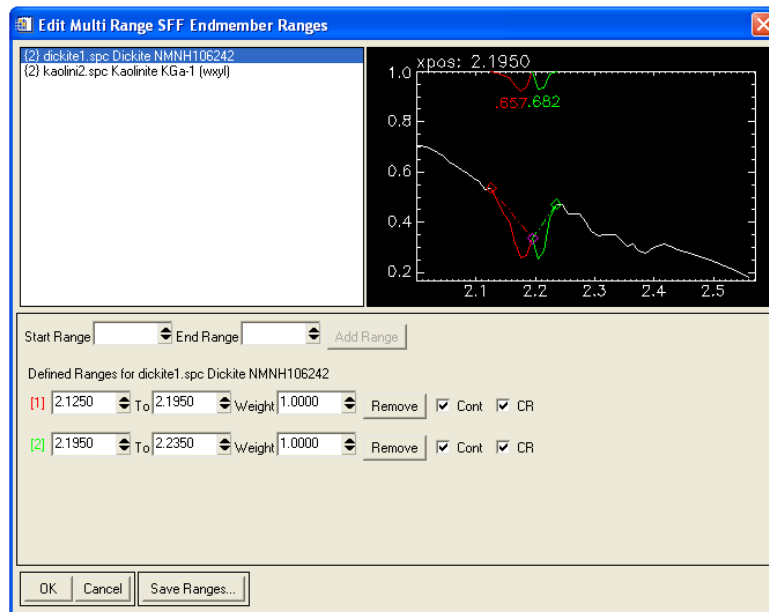 Edit Multi Range SFF Endmember Ranges
{2} dickite1.spc Dickite NMNH106242
{2} kaolini2.spc Kaolinite KGa-1 (wxyl)
xpos: 2.1950
1.0
.657 .682
0.8
0.6
0.4
0.2
2.1 2.2 2.3 2.4 2.5
Start Range End Range Add Range
Defined Ranges for dickite1.spc Dickite NMNH106242
[1] 2.1250 To 2.1950 Weight 1.0000 Remove Cont CR
[2] 2.1950 To 2.2350 Weight 1.0000 Remove Cont CR
OK Cancel Save Ranges...